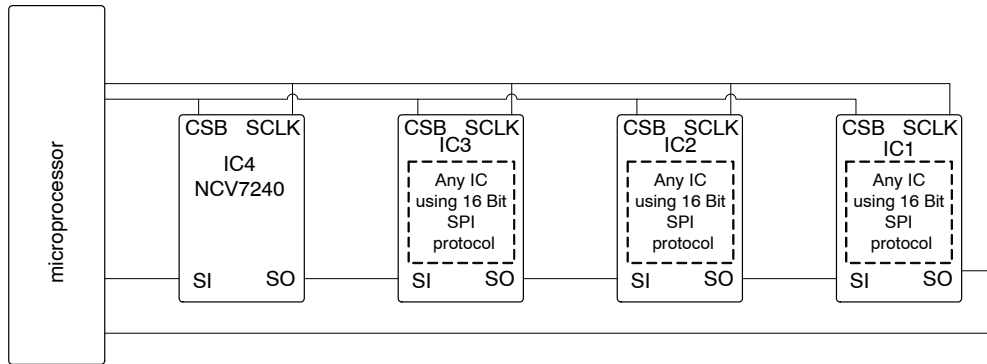 microprocessor
CSB SCLK
IC4
NCV7240
SI SO
CSB SCLK
IC3
Any IC
using 16 Bit
SPI
protocol
SI SO
CSB SCLK
IC2
Any IC
using 16 Bit
SPI
protocol
SI SO
CSB SCLK
IC1
Any IC
using 16 Bit
SPI
protocol
SI SO